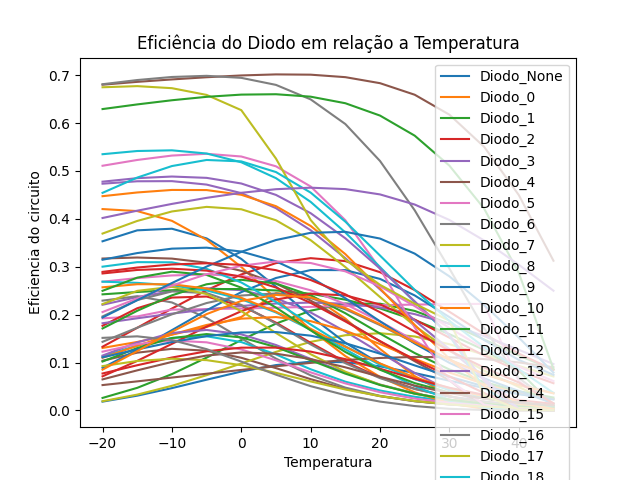 Eficiência do Diodo em relação a Temperatura
Eficiencia do circuito
0.7
0.6
0.5
0.4
0.3
0.2
0.1
0.0
−20
−10
0
10
20
30
40
Temperatura
Diodo_None
Diodo_0
Diodo_1
Diodo_2
Diodo_3
Diodo_4
Diodo_5
Diodo_6
Diodo_7
Diodo_8
Diodo_9
Diodo_10
Diodo_11
Diodo_12
Diodo_13
Diodo_14
Diodo_15
Diodo_16
Diodo_17
Diodo_18